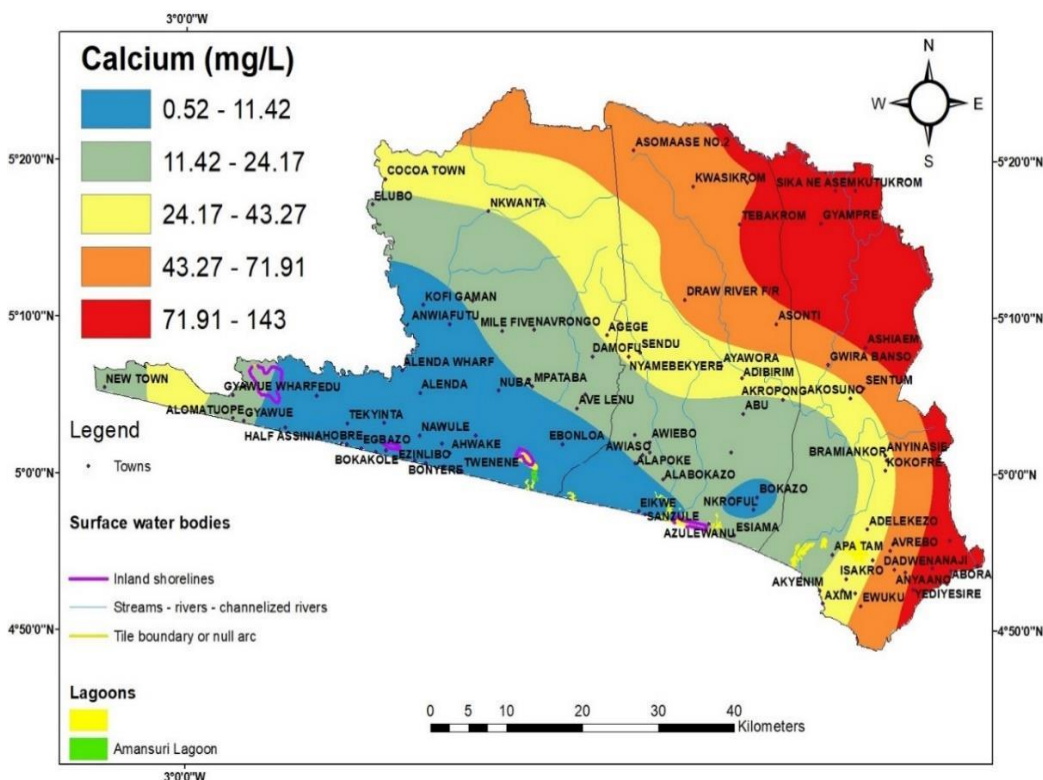 3°0'0"W
Calcium (mg/L)
0.52 - 11.42
11.42 - 24.17
24.17 - 43.27
43.27 - 71.91
71.91 - 143
N
W
E
S
5°20'0"N
5°20'0"N
ASOMAASE NO.2
COCOA TOWN
KWASIKROM
SIKA NE ASEMKUTUKROM
ELUBO
NKWANTA
TEBAKROM
GYAMPRE
5°10'0"N
5°10'0"N
KOFI GAMAN
DRAW RIVER F/R
ANWIAFUTU
MILE FIVE
NAVRONGO
ASONTI
AGEGE
SENDU
ASHIAEM
DAMOFU
NYAMEBEKYERE
AYAWORA
GWIRA BANSO
ALENDA WHARF
ADIBIRIM
NEW TOWN
GYAWUE WHARFEDU
ALENDA
NUBA
MPATABA
AKROPONG
AKOSUNO
SENTUM
AVE LENU
ABU
ALOMATUOPE
GYAWUE
TEKYINTA
Legend
Towns
HALF ASSINIAHOBRE
EGBAZO
NAWULE
AHWAKE
EBONLOA
AWIASO
AWIEBO
BRAMIANKOR
ANYINASIE
5°0'0"N
5°0'0"N
BOKAKOLE
EZINLIBO
BONYERE
TWENENE
ALAPOKE
ALABOKAZO
KOKOFRE
BOKAZO
NKROFUL
EIKWE
SANZULE
AZULEWANU
ESIAMA
Surface water bodies
ADELEKEZO
APA TAM
AVREBO
DADWENANAJI
Inland shorelines
AKYENIM
ISAKRO
ANYAANO
ABORA
AXIM
EWUKU
YEDIYESIRE
Streams - rivers - channelized rivers
4°50'0"N
4°50'0"N
Tile boundary or null arc
Lagoons
Amansuri Lagoon
0 5 10 20 30 40
Kilometers
3°0'0"W